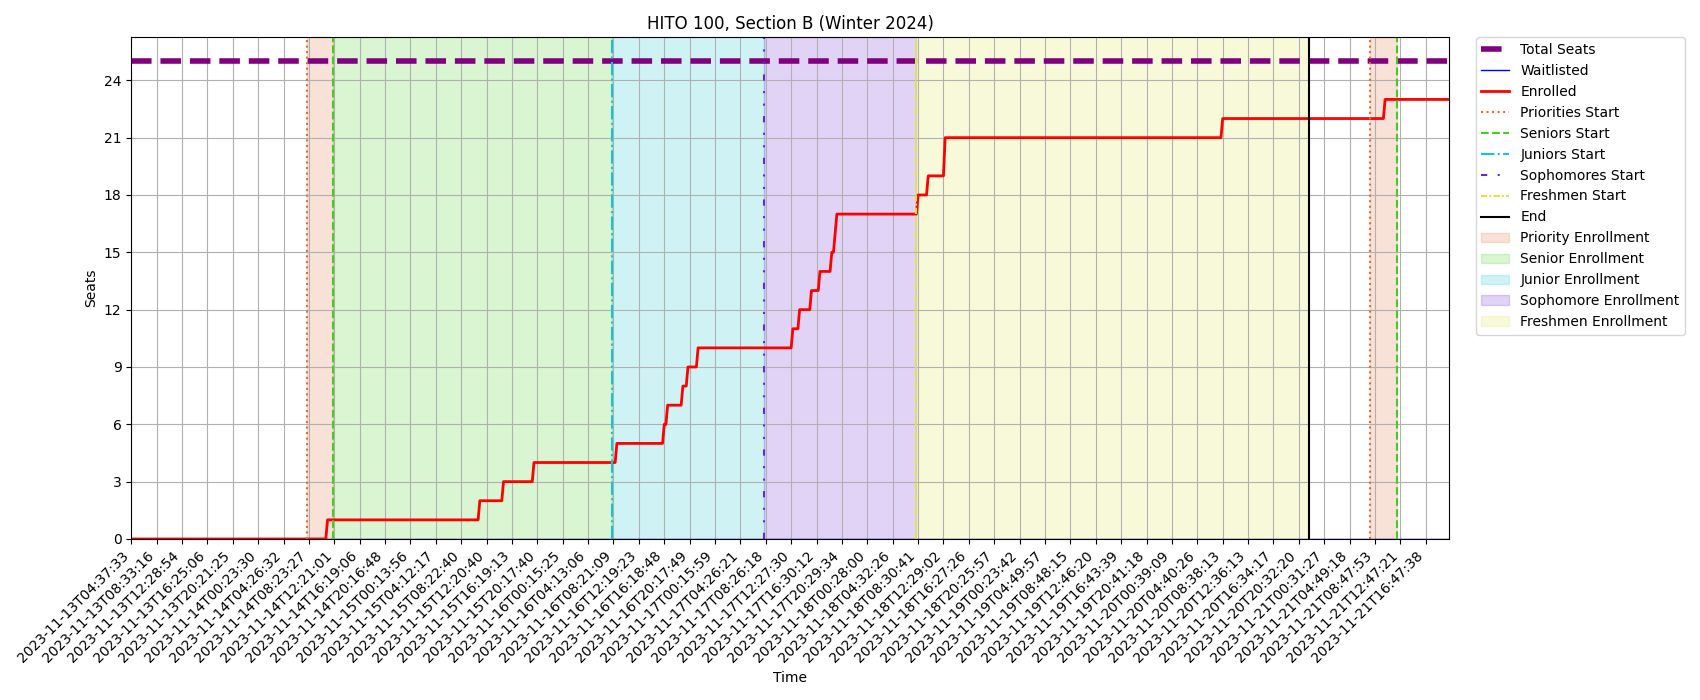 HITO 100, Section B (Winter 2024)
Total Seats
Waitlisted
Enrolled
Priorities Start
Seniors Start
Juniors Start
Sophomores Start
Freshmen Start
End
Priority Enrollment
Senior Enrollment
Junior Enrollment
Sophomore Enrollment
Freshmen Enrollment
Seats
24
21
18
15
12
9
6
3
0
2023-11-13T04:37:33
2023-11-13T08:33:16
2023-11-13T12:28:54
2023-11-13T16:25:06
2023-11-13T20:21:25
2023-11-14T00:23:30
2023-11-14T04:26:32
2023-11-14T08:23:27
2023-11-14T12:21:01
2023-11-14T16:19:06
2023-11-14T20:16:48
2023-11-15T00:13:56
2023-11-15T04:12:17
2023-11-15T08:22:40
2023-11-15T12:20:40
2023-11-15T16:19:13
2023-11-15T20:17:40
2023-11-16T00:15:25
2023-11-16T04:13:06
2023-11-16T08:21:09
2023-11-16T12:19:23
2023-11-16T16:18:48
2023-11-16T20:17:49
2023-11-17T00:15:59
2023-11-17T04:26:21
2023-11-17T08:26:18
2023-11-17T12:27:30
2023-11-17T16:30:12
2023-11-17T20:29:34
2023-11-18T00:28:00
2023-11-18T04:32:26
2023-11-18T08:30:41
2023-11-18T12:29:02
2023-11-18T16:27:26
2023-11-18T20:25:57
2023-11-19T00:23:42
2023-11-19T04:49:57
2023-11-19T08:48:15
2023-11-19T12:46:20
2023-11-19T16:43:39
2023-11-19T20:41:18
2023-11-20T00:39:09
2023-11-20T04:40:26
2023-11-20T08:38:13
2023-11-20T12:36:13
2023-11-20T16:34:17
2023-11-20T20:32:20
2023-11-21T00:31:27
2023-11-21T04:49:18
2023-11-21T08:47:53
2023-11-21T12:47:21
2023-11-21T16:47:38
Time